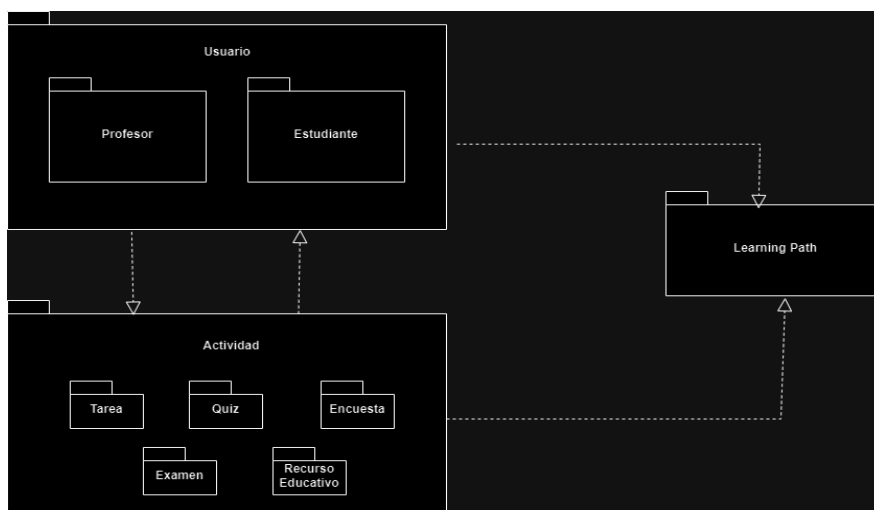 Usuario
Profesor
Estudiante
Learning Path
Actividad
Tarea
Quiz
Encuesta
Examen
Recurso
Educativo